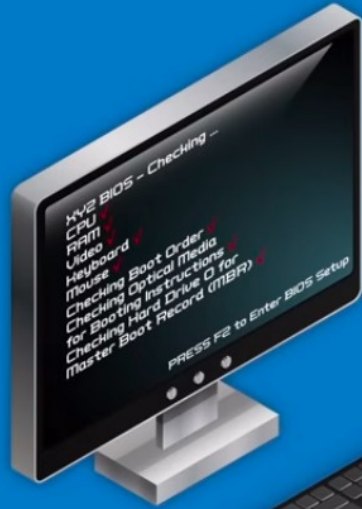 XYZ BIOS - Checking ...
CPU ✓
RAM ✓
Video ✓
Keyboard ✓
Mouse ✓
Checking Boot Order ✓
Checking Optical Media
for Booting Instructions ✓
Checking Hard Drive 0 for
Master Boot Record (MBR) ✓
PRESS F2 to Enter BIOS Setup